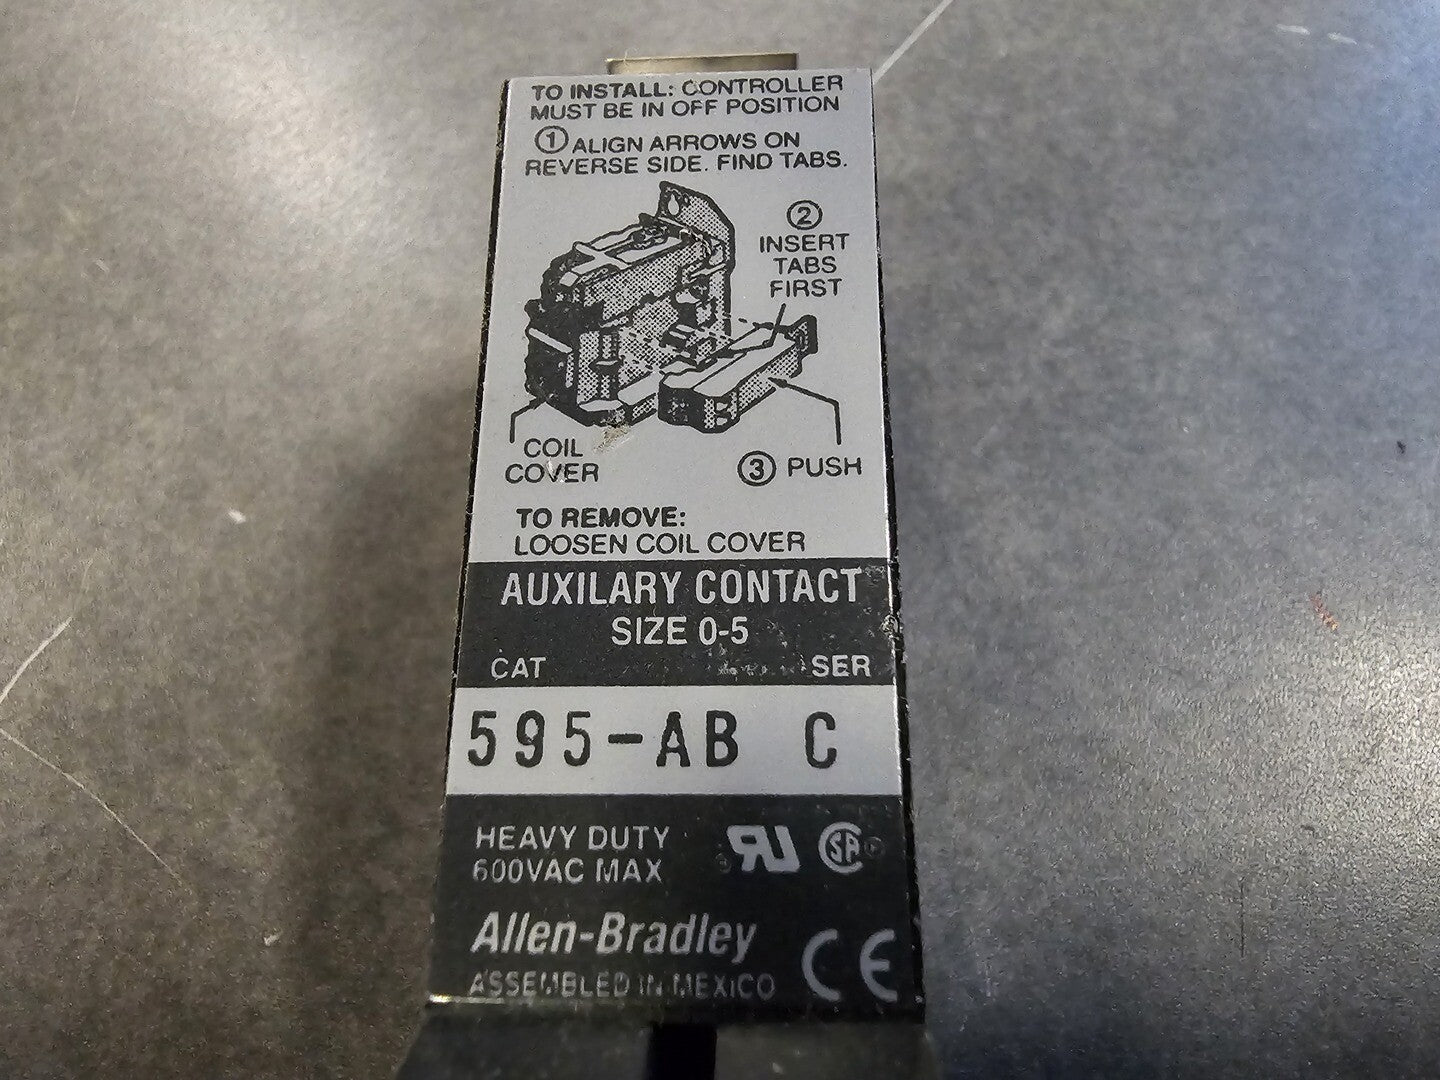 TO INSTALL: CONTROLLER
MUST BE IN OFF POSITION
① ALIGN ARROWS ON
REVERSE SIDE. FIND TABS.
②
INSERT
TABS
FIRST
COIL
COVER
③ PUSH
TO REMOVE:
LOOSEN COIL COVER
AUXILARY CONTACT
SIZE 0-5
CAT SER
595-AB C
HEAVY DUTY
600VAC MAX
RU SA
Allen-Bradley
ASSEMBLED IN MEXICO
CE